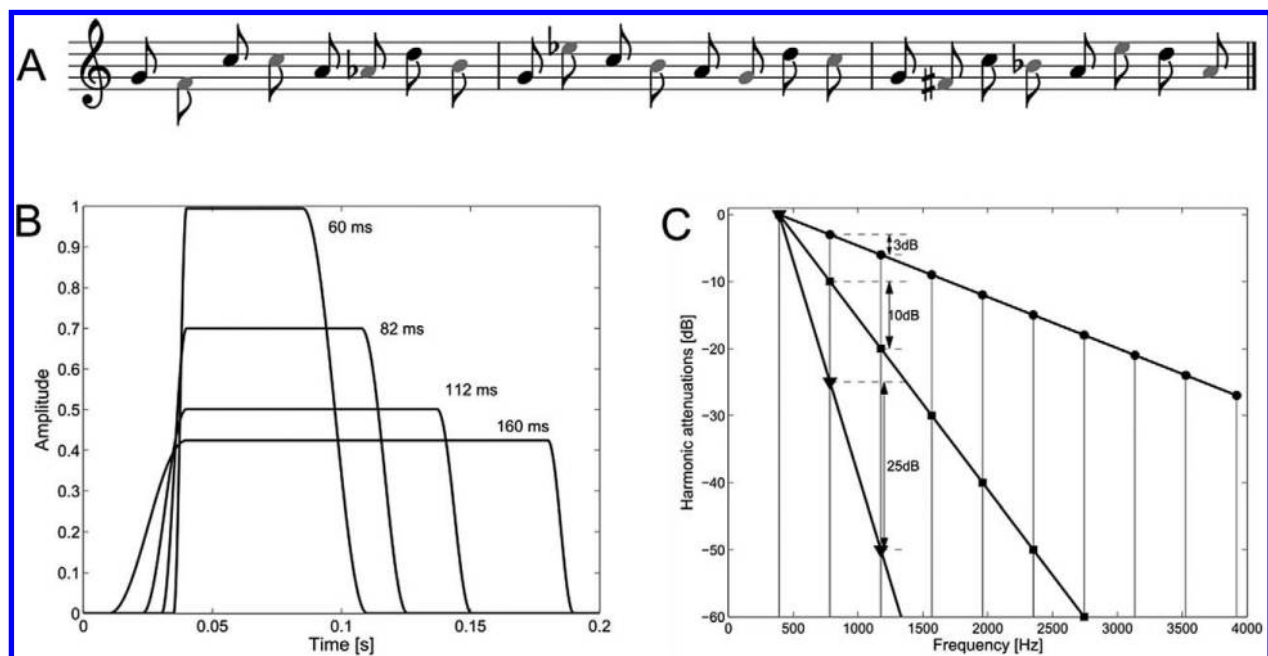 A
B
C
Amplitude
1
0.9
0.8
0.7
0.6
0.5
0.4
0.3
0.2
0.1
0
60 ms
82 ms
112 ms
160 ms
0 0.05 0.1 0.15 0.2
Time [s]
Harmonic attenuations [dB]
0
−10
−20
−30
−40
−50
−60
3dB
10dB
25dB
0 500 1000 1500 2000 2500 3000 3500 4000
Frequency [Hz]